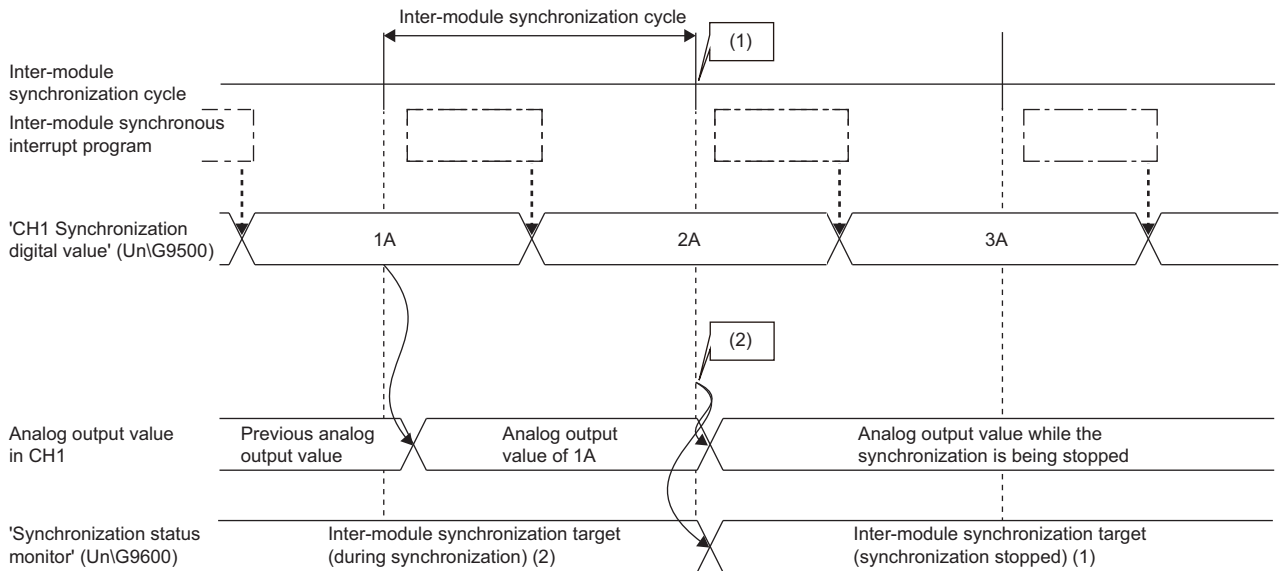 Inter-module synchronization cycle
(1)
Inter-module
synchronization cycle
Inter-module synchronous
interrupt program
'CH1 Synchronization
digital value' (Un\G9500)
1A
2A
3A
(2)
Analog output value
in CH1
Previous analog
output value
Analog output
value of 1A
Analog output value while the
synchronization is being stopped
'Synchronization status
monitor' (Un\G9600)
Inter-module synchronization target
(during synchronization) (2)
Inter-module synchronization target
(synchronization stopped) (1)